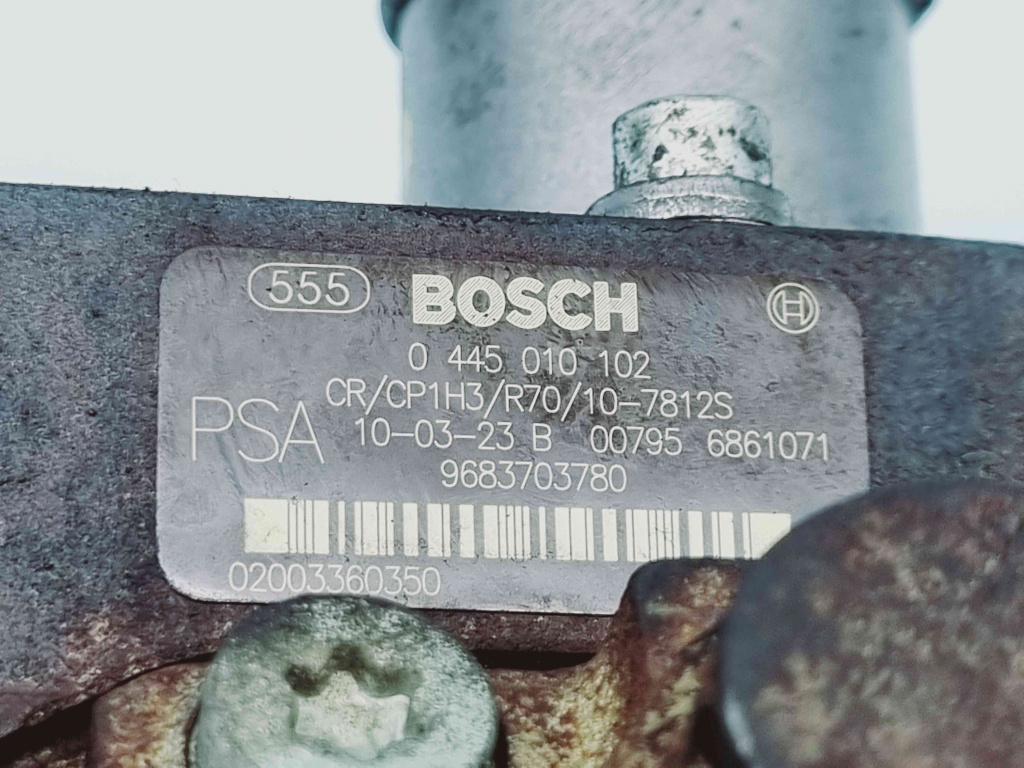 555 BOSCH
0 445 010 102
CR/CP1H3/R70/10-7812S
PSA
10-03-23 B 00795 6861071
9683703780
02003360350